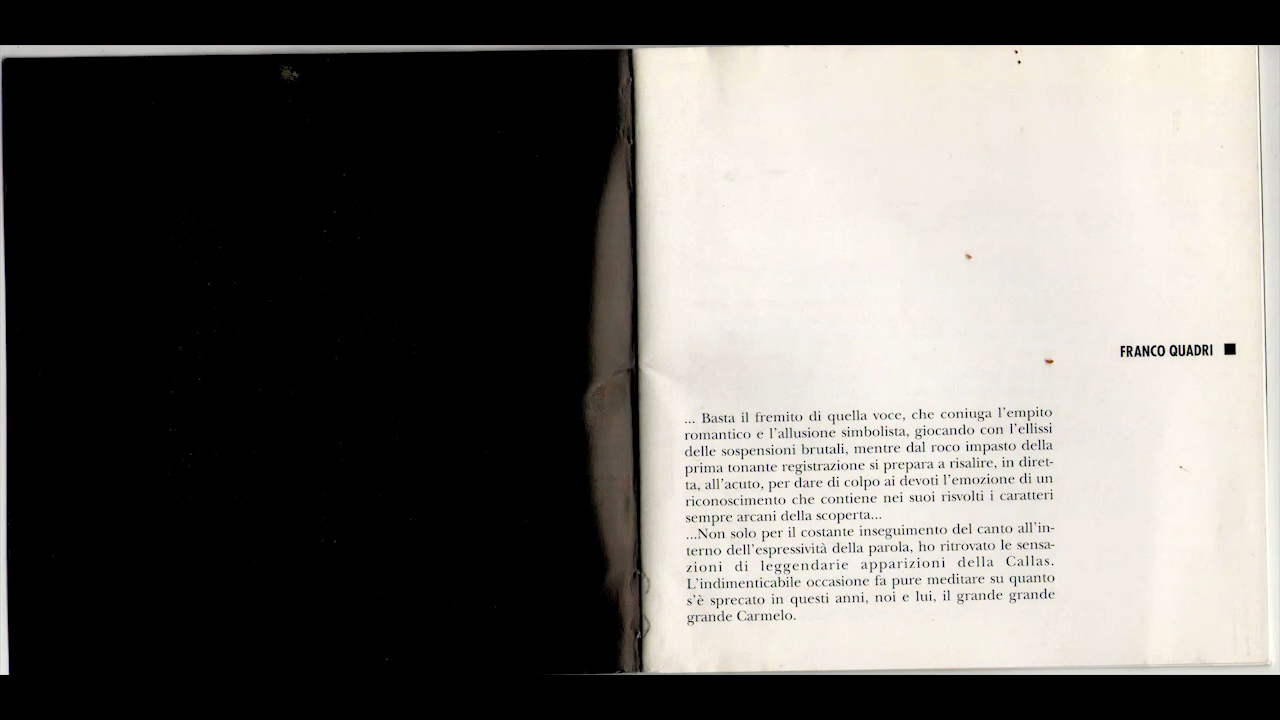 FRANCO QUADRI
... Basta il fremito di quella voce, che coniuga l'empito
romantico e l'allusione simbolista, giocando con l'ellissi
delle sospensioni brutali, mentre dal roco impasto della
prima tonante registrazione si prepara a risalire, in diret-
ta, all'acuto, per dare di colpo ai devoti l'emozione di un
riconoscimento che contiene nei suoi risvolti i caratteri
sempre arcani della scoperta...
...Non solo per il costante inseguimento del canto all'in-
terno dell'espressività della parola, ho ritrovato le sensa-
zioni di leggendarie apparizioni della Callas.
L'indimenticabile occasione fa pure meditare su quanto
s'è sprecato in questi anni, noi e lui, il grande grande
grande Carmelo.